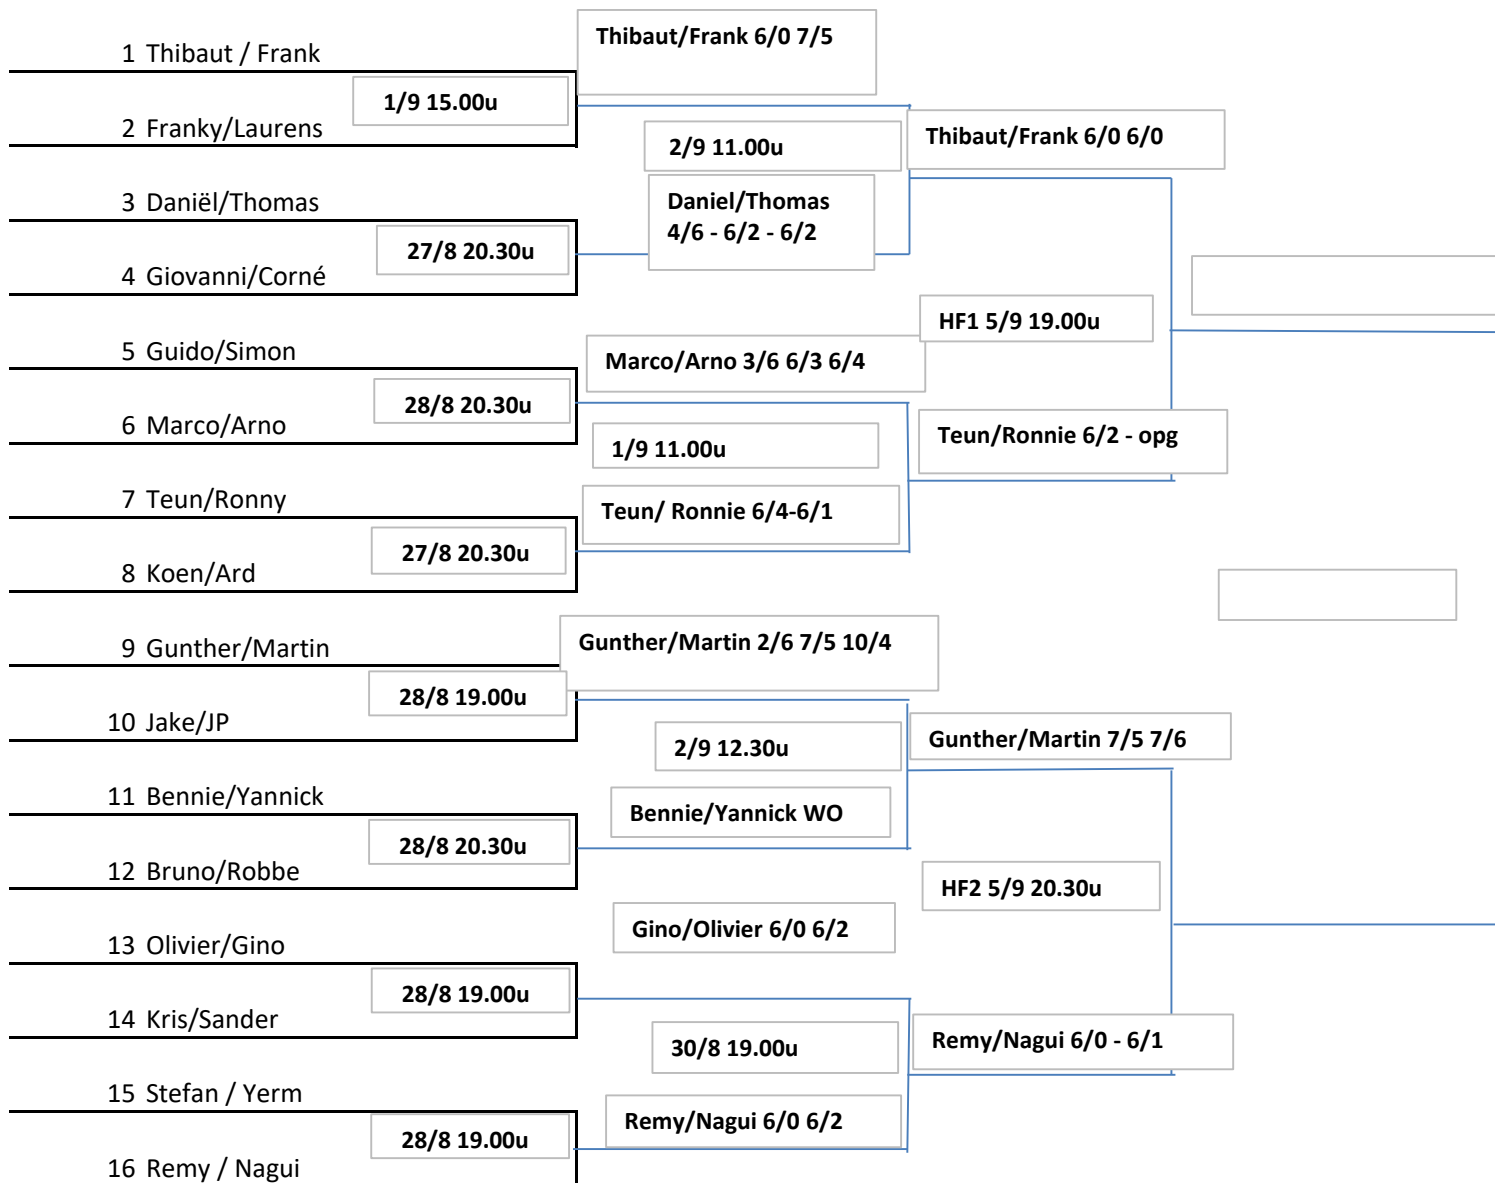 1 Thibaut / Frank
Thibaut/Frank 6/0 7/5
1/9 15.00u
2 Franky/Laurens
2/9 11.00u
Thibaut/Frank 6/0 6/0
3 Daniël/Thomas
Daniel/Thomas
4/6 - 6/2 - 6/2
27/8 20.30u
4 Giovanni/Corné
HF1 5/9 19.00u
5 Guido/Simon
Marco/Arno 3/6 6/3 6/4
28/8 20.30u
6 Marco/Arno
1/9 11.00u
Teun/Ronnie 6/2 - opg
7 Teun/Ronny
Teun/ Ronnie 6/4-6/1
27/8 20.30u
8 Koen/Ard
9 Gunther/Martin
Gunther/Martin 2/6 7/5 10/4
28/8 19.00u
10 Jake/JP
2/9 12.30u
Gunther/Martin 7/5 7/6
11 Bennie/Yannick
Bennie/Yannick WO
28/8 20.30u
12 Bruno/Robbe
HF2 5/9 20.30u
13 Olivier/Gino
Gino/Olivier 6/0 6/2
28/8 19.00u
14 Kris/Sander
30/8 19.00u
Remy/Nagui 6/0 - 6/1
15 Stefan / Yerm
Remy/Nagui 6/0 6/2
28/8 19.00u
16 Remy / Nagui